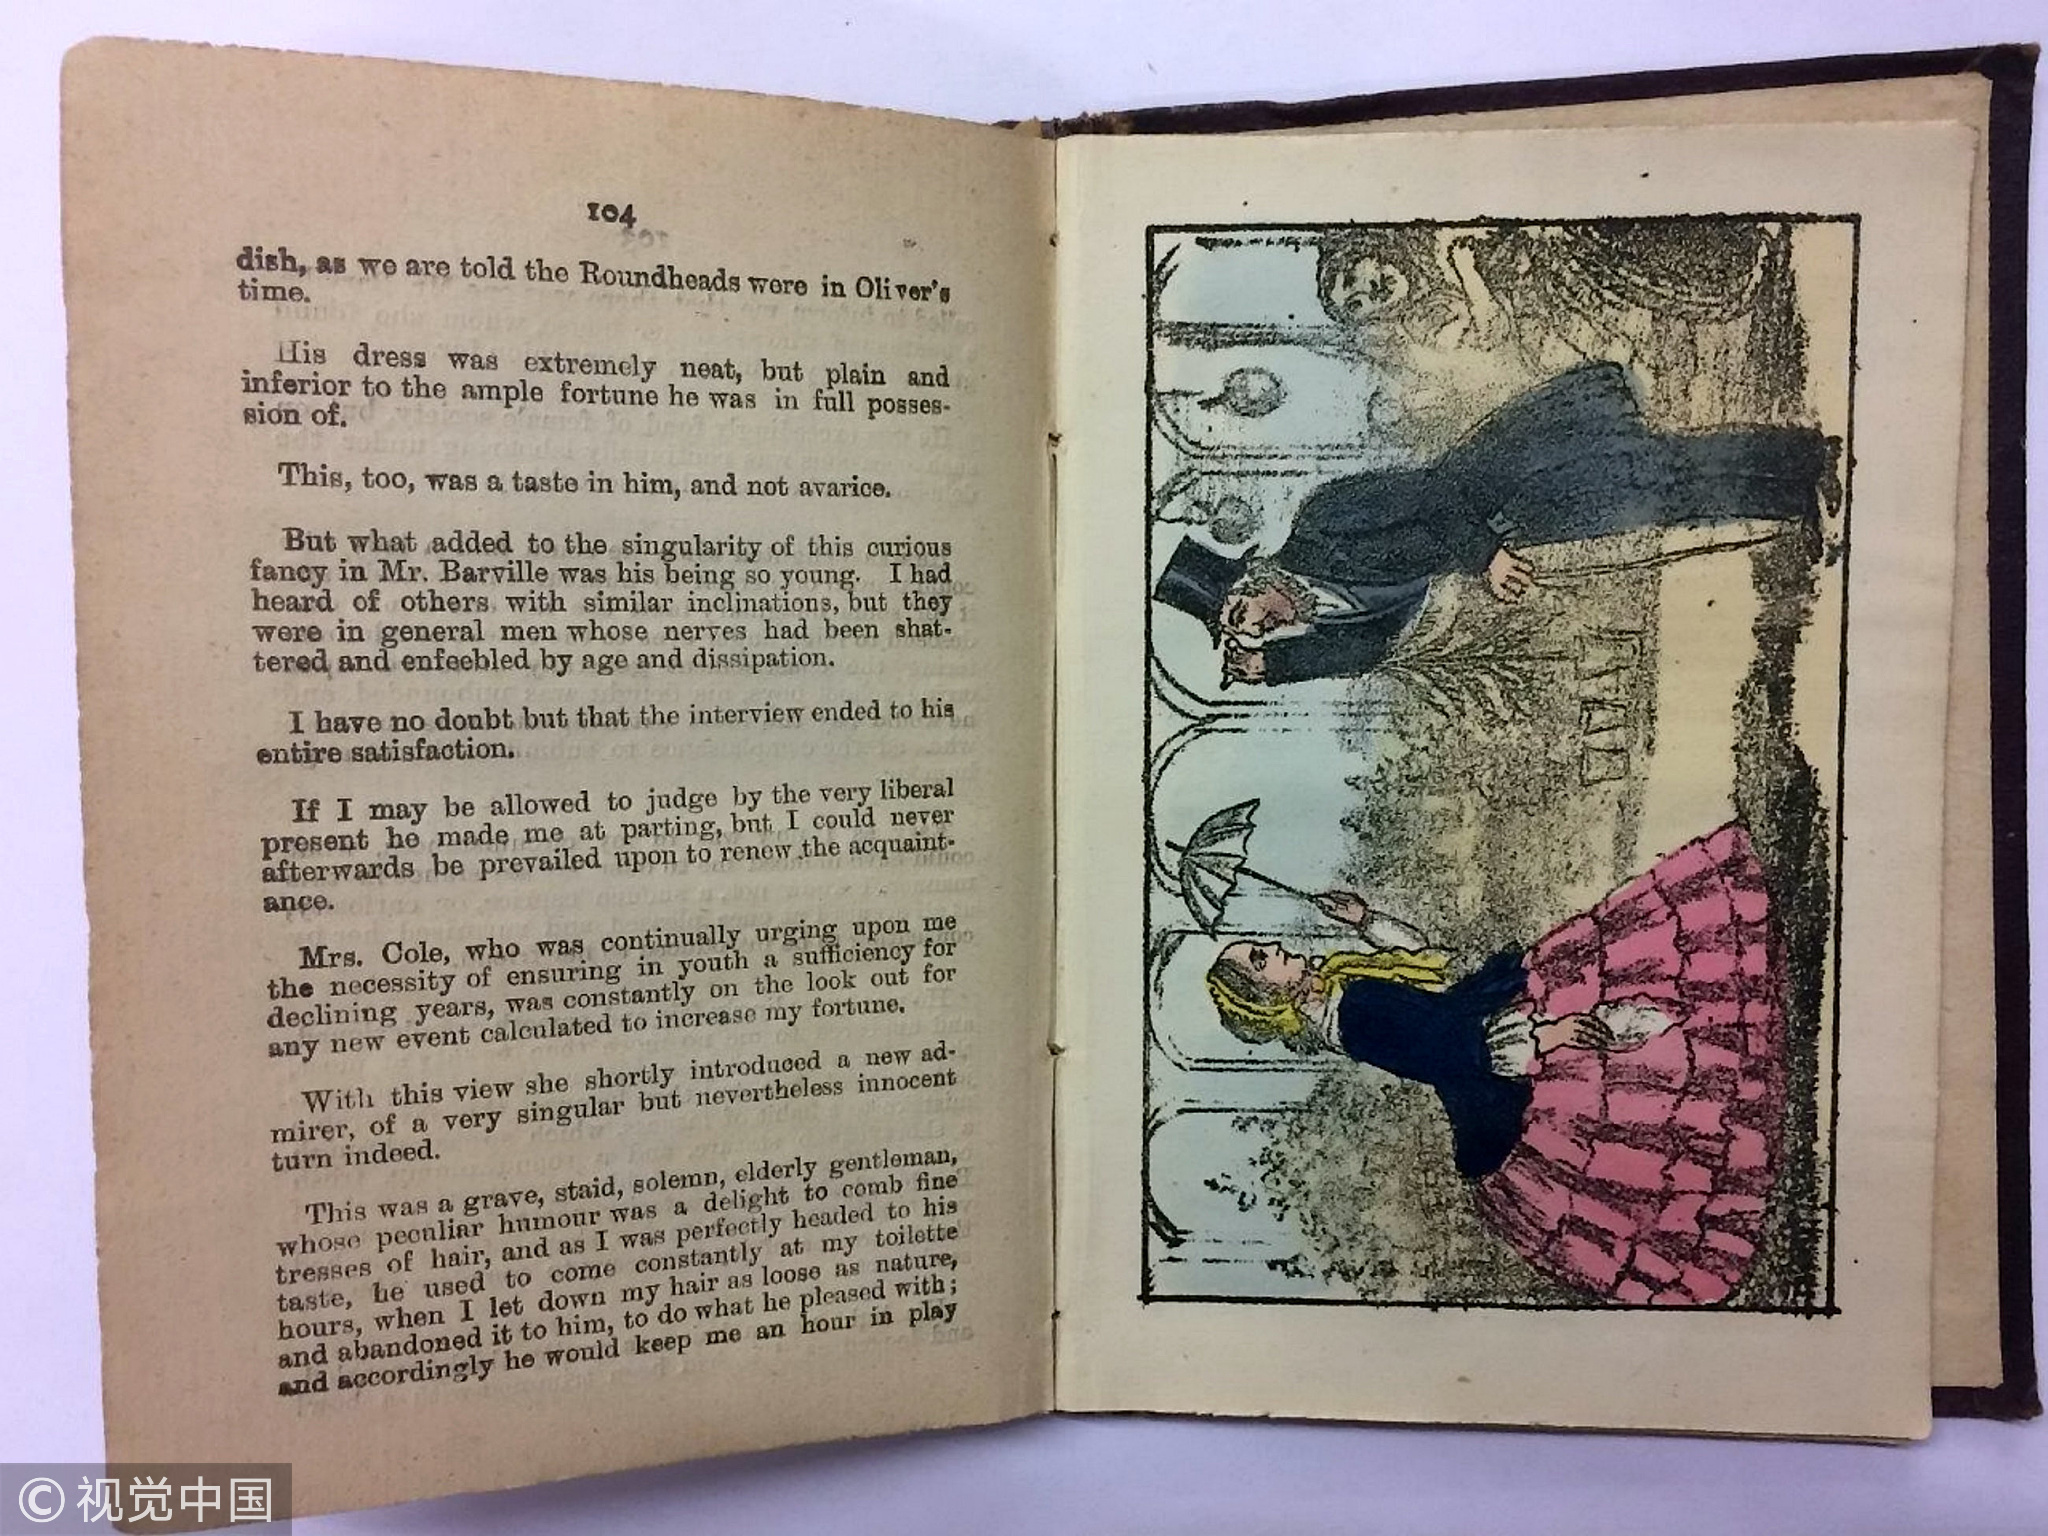 104
dish, as we are told the Roundheads were in Oliver's
time.
His dress was extremely neat, but plain and
inferior to the ample fortune he was in full posses-
sion of.
This, too, was a taste in him, and not avarice.
But what added to the singularity of this curious
fancy in Mr. Barville was his being so young. I had
heard of others with similar inclinations, but they
were in general men whose nerves had been shat-
tered and enfeebled by age and dissipation.
I have no doubt but that the interview ended to his
entire satisfaction.
If I may be allowed to judge by the very liberal
present he made me at parting, but I could never
afterwards be prevailed upon to renew the acquaint-
ance.
Mrs. Cole, who was continually urging upon me
the necessity of ensuring in youth a sufficiency for
declining years, was constantly on the look out for
any new event calculated to increase my fortune.
With this view she shortly introduced a new ad-
mirer, of a very singular but nevertheless innocent
turn indeed.
This was a grave, staid, solemn, elderly gentleman,
whose peculiar humour was a delight to comb fine
tresses of hair, and as I was perfectly headed to his
taste, he used to come constantly at my toilette
hours, when I let down my hair as loose as nature,
and abandoned it to him, to do what he pleased with;
and accordingly he would keep me an hour in play
© 视觉中国